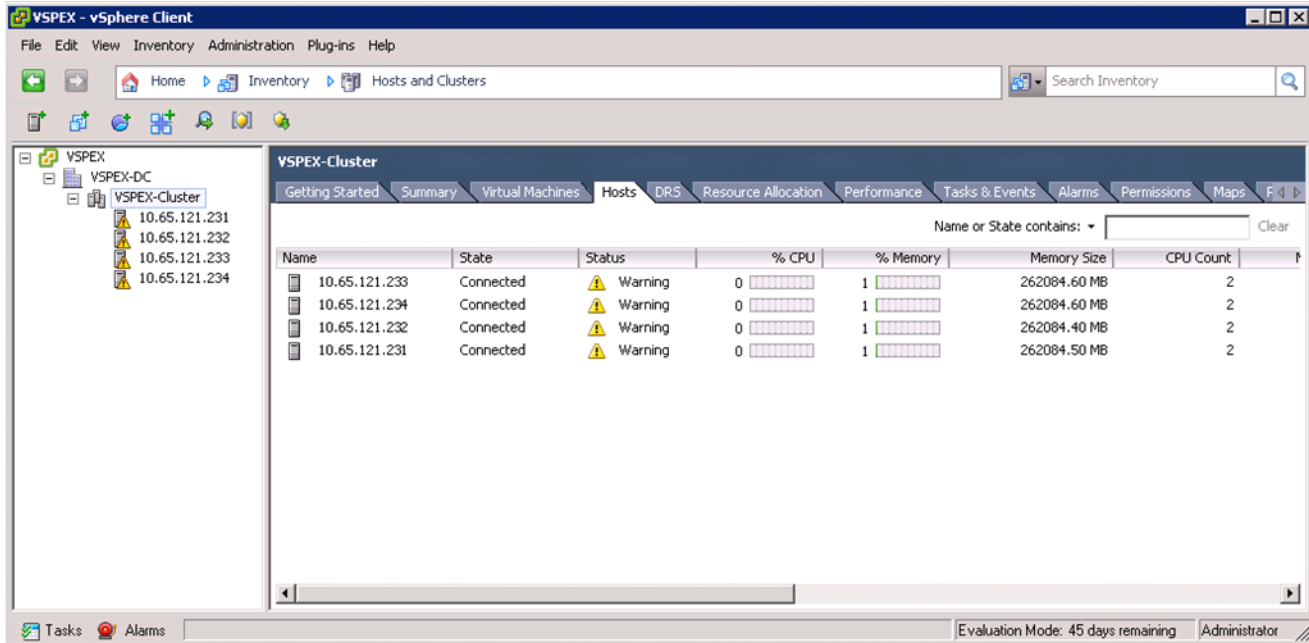 VSPEX - vSphere Client
File Edit View Inventory Administration Plug-ins Help
Home Inventory Hosts and Clusters Search Inventory
VSPEX
VSPEX-DC
VSPEX-Cluster
10.65.121.231
10.65.121.232
10.65.121.233
10.65.121.234
VSPEX-Cluster
Getting Started Summary Virtual Machines Hosts DRS Resource Allocation Performance Tasks & Events Alarms Permissions Maps
Name or State contains: Clear
Name State Status % CPU % Memory Memory Size CPU Count
10.65.121.233 Connected Warning 0 1 262084.60 MB 2
10.65.121.234 Connected Warning 0 1 262084.60 MB 2
10.65.121.232 Connected Warning 0 1 262084.40 MB 2
10.65.121.231 Connected Warning 0 1 262084.50 MB 2
Tasks Alarms Evaluation Mode: 45 days remaining Administrator